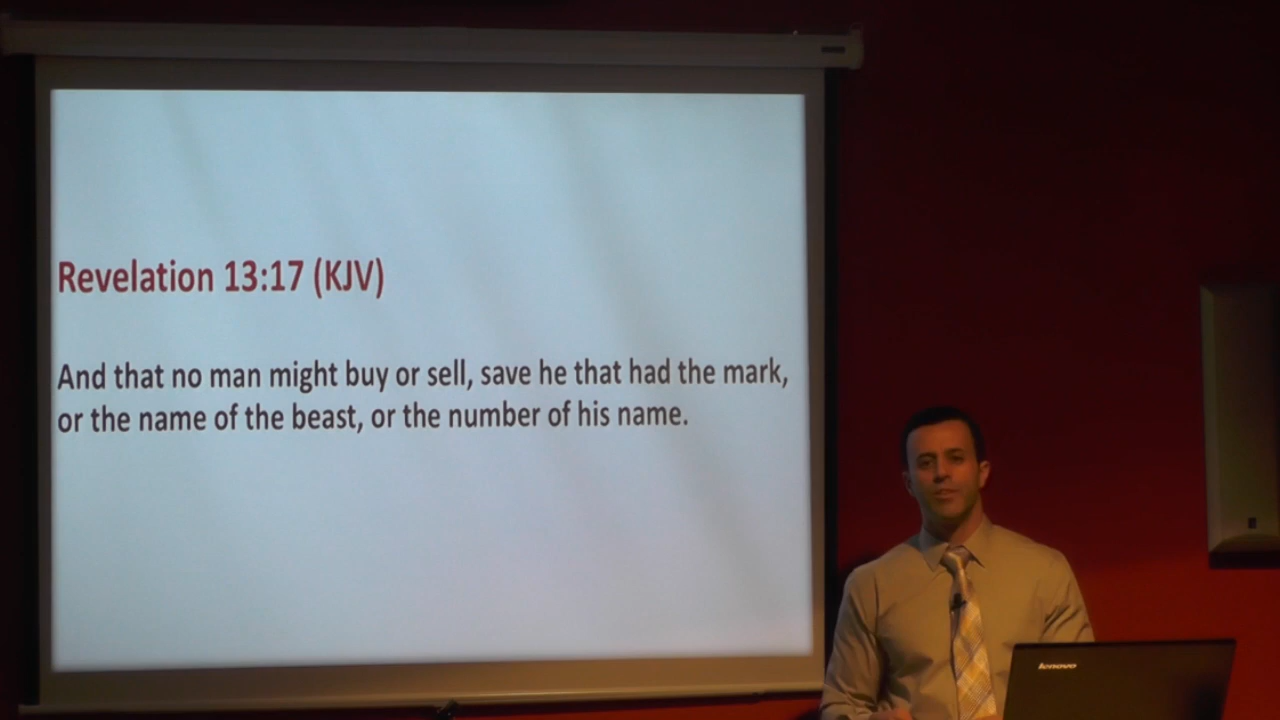 Revelation 13:17 (KJV)
And that no man might buy or sell, save he that had the mark,
or the name of the beast, or the number of his name.
lenovo